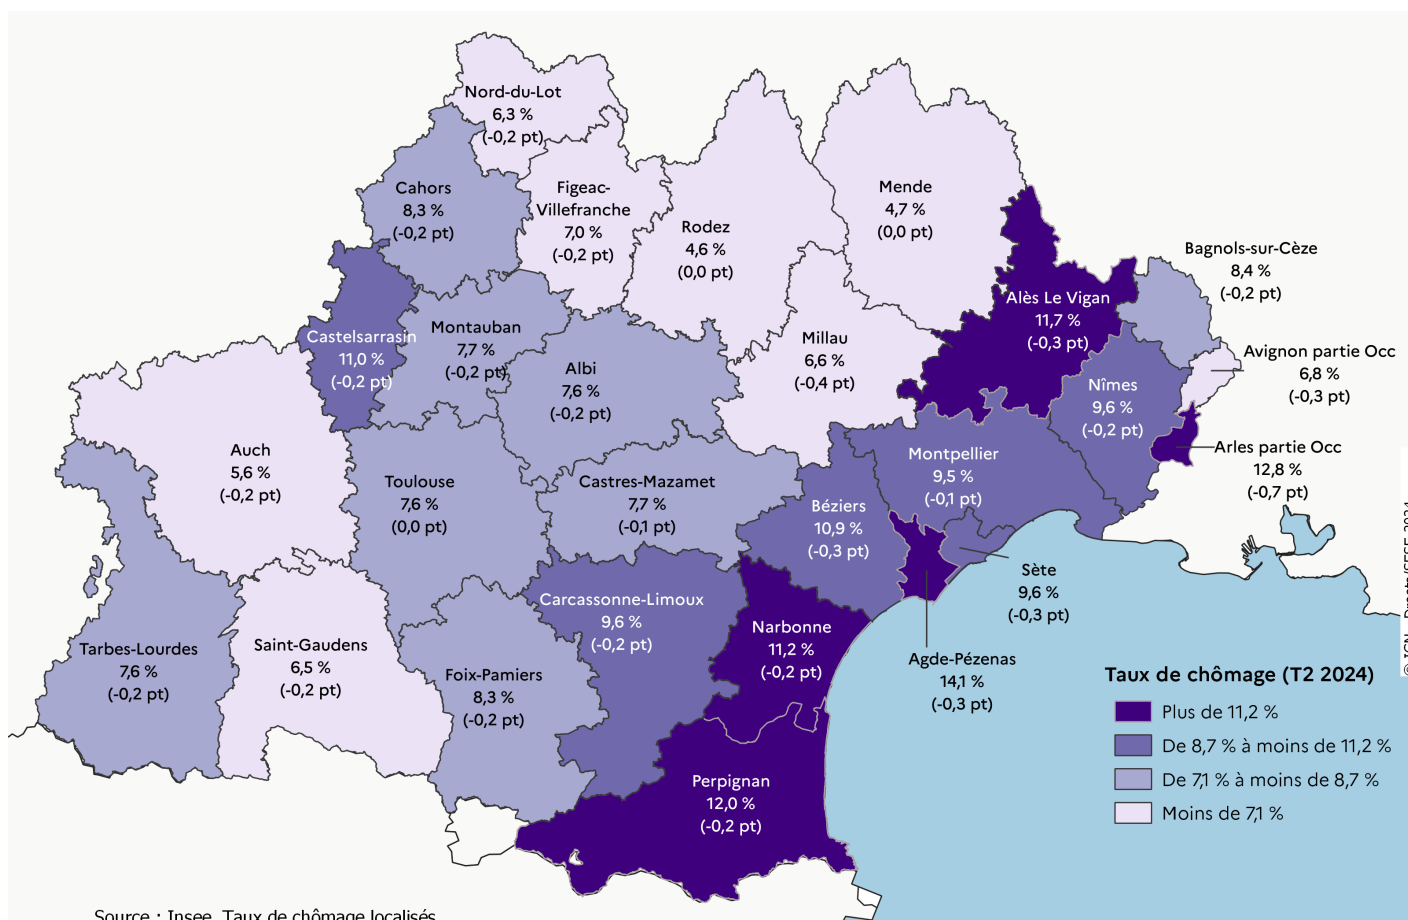 Nord-du-Lot
6,3 %
(-0,2 pt)
Cahors
8,3 %
(-0,2 pt)
Figeac-
Villefranche
7,0 %
(-0,2 pt)
Rodez
4,6 %
(0,0 pt)
Mende
4,7 %
(0,0 pt)
Bagnols-sur-Cèze
8,4 %
(-0,2 pt)
Alès Le Vigan
11,7 %
(-0,3 pt)
Castelsarrasin
11,0 %
(-0,2 pt)
Montauban
7,7 %
(-0,2 pt)
Albi
7,6 %
(-0,2 pt)
Millau
6,6 %
(-0,4 pt)
Avignon partie Occ
6,8 %
(-0,3 pt)
Nîmes
9,6 %
(-0,2 pt)
Auch
5,6 %
(-0,2 pt)
Toulouse
7,6 %
(0,0 pt)
Castres-Mazamet
7,7 %
(-0,1 pt)
Béziers
10,9 %
(-0,3 pt)
Montpellier
9,5 %
(-0,1 pt)
Arles partie Occ
12,8 %
(-0,7 pt)
Sète
9,6 %
(-0,3 pt)
Tarbes-Lourdes
7,6 %
(-0,2 pt)
Saint-Gaudens
6,5 %
(-0,2 pt)
Foix-Pamiers
8,3 %
(-0,2 pt)
Carcassonne-Limoux
9,6 %
(-0,2 pt)
Narbonne
11,2 %
(-0,2 pt)
Agde-Pézenas
14,1 %
(-0,3 pt)
Perpignan
12,0 %
(-0,2 pt)
Taux de chômage (T2 2024)
Plus de 11,2 %
De 8,7 % à moins de 11,2 %
De 7,1 % à moins de 8,7 %
Moins de 7,1 %
Source : Insee, Taux de chômage localisés
© IGN